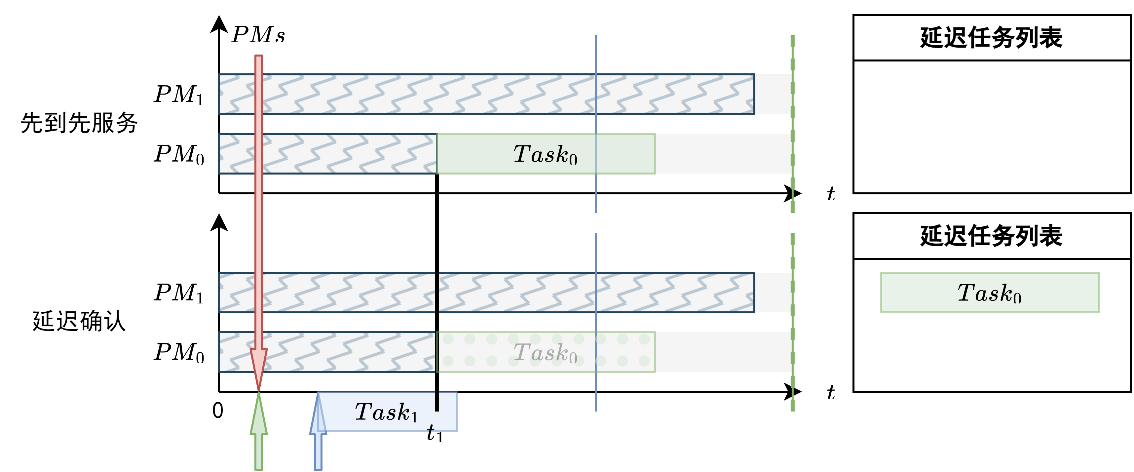 PMs
延迟任务列表
PM₁
先到先服务
PM₀
Task₀
t
延迟任务列表
PM₁
Task₀
延迟确认
PM₀
Task₀
t
0
Task₁
t₁